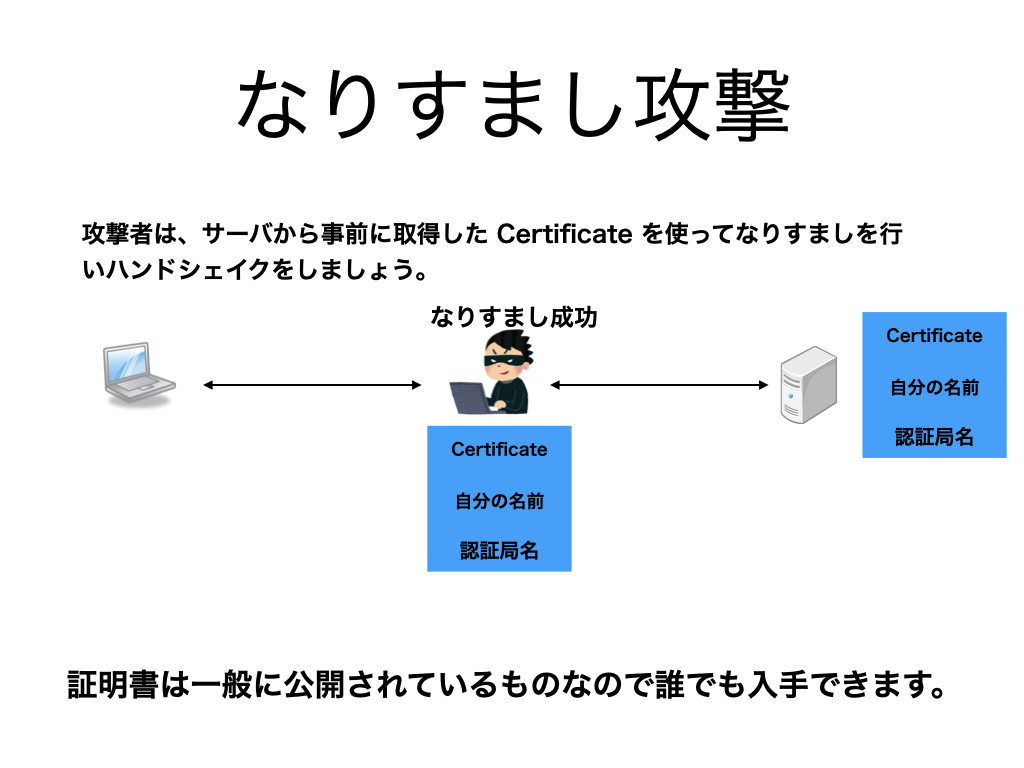 なりすまし攻撃
攻撃者は、サーバから事前に取得した Certificate を使ってなりすましを行
いハンドシェイクをしましょう。
なりすまし成功
Certificate
自分の名前
認証局名
Certificate
自分の名前
認証局名
証明書は一般に公開されているものなので誰でも入手できます。